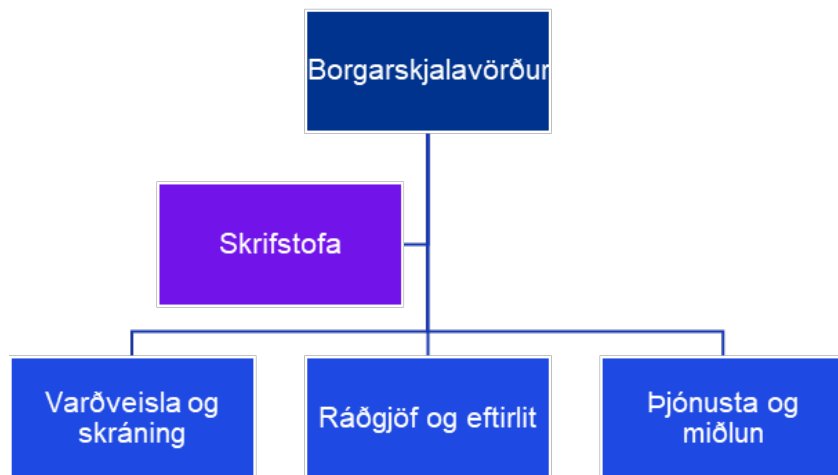 Borgarskjalavörður
Skrifstofa
Varðveisla og
skráning
Ráðgjöf og eftirlit
Þjónusta og
miðlun